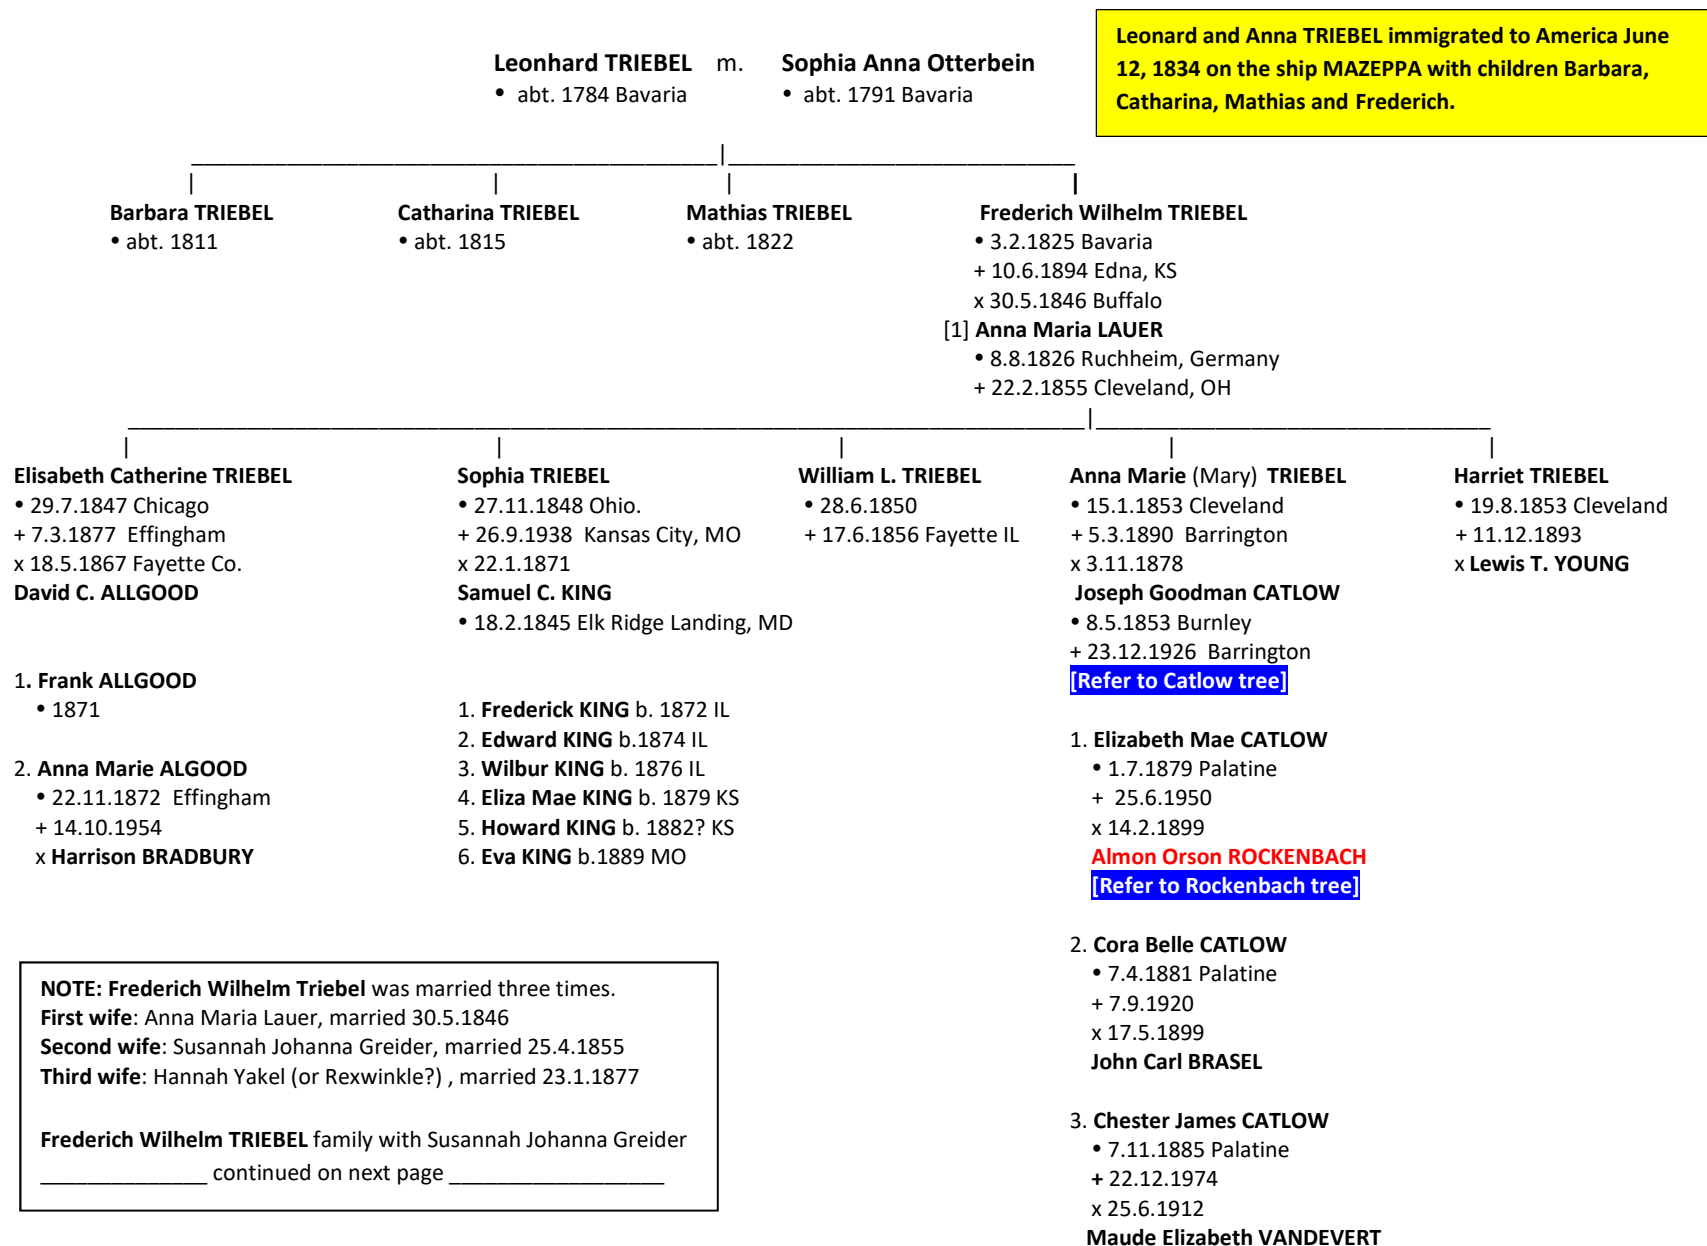 Leonhard TRIEBEL m. Sophia Anna Otterbein
• abt. 1784 Bavaria • abt. 1791 Bavaria
Leonard and Anna TRIEBEL immigrated to America June
12, 1834 on the ship MAZEPPA with children Barbara,
Catharina, Mathias and Frederich.
Barbara TRIEBEL
• abt. 1811
Catharina TRIEBEL
• abt. 1815
Mathias TRIEBEL
• abt. 1822
Frederich Wilhelm TRIEBEL
• 3.2.1825 Bavaria
+ 10.6.1894 Edna, KS
x 30.5.1846 Buffalo
[1] Anna Maria LAUER
• 8.8.1826 Ruchheim, Germany
+ 22.2.1855 Cleveland, OH
Elisabeth Catherine TRIEBEL
• 29.7.1847 Chicago
+ 7.3.1877 Effingham
x 18.5.1867 Fayette Co.
David C. ALLGOOD
1. Frank ALLGOOD
• 1871
2. Anna Marie ALGOOD
• 22.11.1872 Effingham
+ 14.10.1954
x Harrison BRADBURY
Sophia TRIEBEL
• 27.11.1848 Ohio.
+ 26.9.1938 Kansas City, MO
x 22.1.1871
Samuel C. KING
• 18.2.1845 Elk Ridge Landing, MD
1. Frederick KING b. 1872 IL
2. Edward KING b.1874 IL
3. Wilbur KING b. 1876 IL
4. Eliza Mae KING b. 1879 KS
5. Howard KING b. 1882? KS
6. Eva KING b.1889 MO
William L. TRIEBEL
• 28.6.1850
+ 17.6.1856 Fayette IL
Anna Marie (Mary) TRIEBEL
• 15.1.1853 Cleveland
+ 5.3.1890 Barrington
x 3.11.1878
Joseph Goodman CATLOW
• 8.5.1853 Burnley
+ 23.12.1926 Barrington
[Refer to Catlow tree]
1. Elizabeth Mae CATLOW
• 1.7.1879 Palatine
+ 25.6.1950
x 14.2.1899
Almon Orson ROCKENBACH
[Refer to Rockenbach tree]
2. Cora Belle CATLOW
• 7.4.1881 Palatine
+ 7.9.1920
x 17.5.1899
John Carl BRASEL
3. Chester James CATLOW
• 7.11.1885 Palatine
+ 22.12.1974
x 25.6.1912
Maude Elizabeth VANDEVERT
Harriet TRIEBEL
• 19.8.1853 Cleveland
+ 11.12.1893
x Lewis T. YOUNG
NOTE: Frederich Wilhelm Triebel was married three times.
First wife: Anna Maria Lauer, married 30.5.1846
Second wife: Susannah Johanna Greider, married 25.4.1855
Third wife: Hannah Yakel (or Rexwinkle?) , married 23.1.1877
Frederich Wilhelm TRIEBEL family with Susannah Johanna Greider
______________ continued on next page __________________